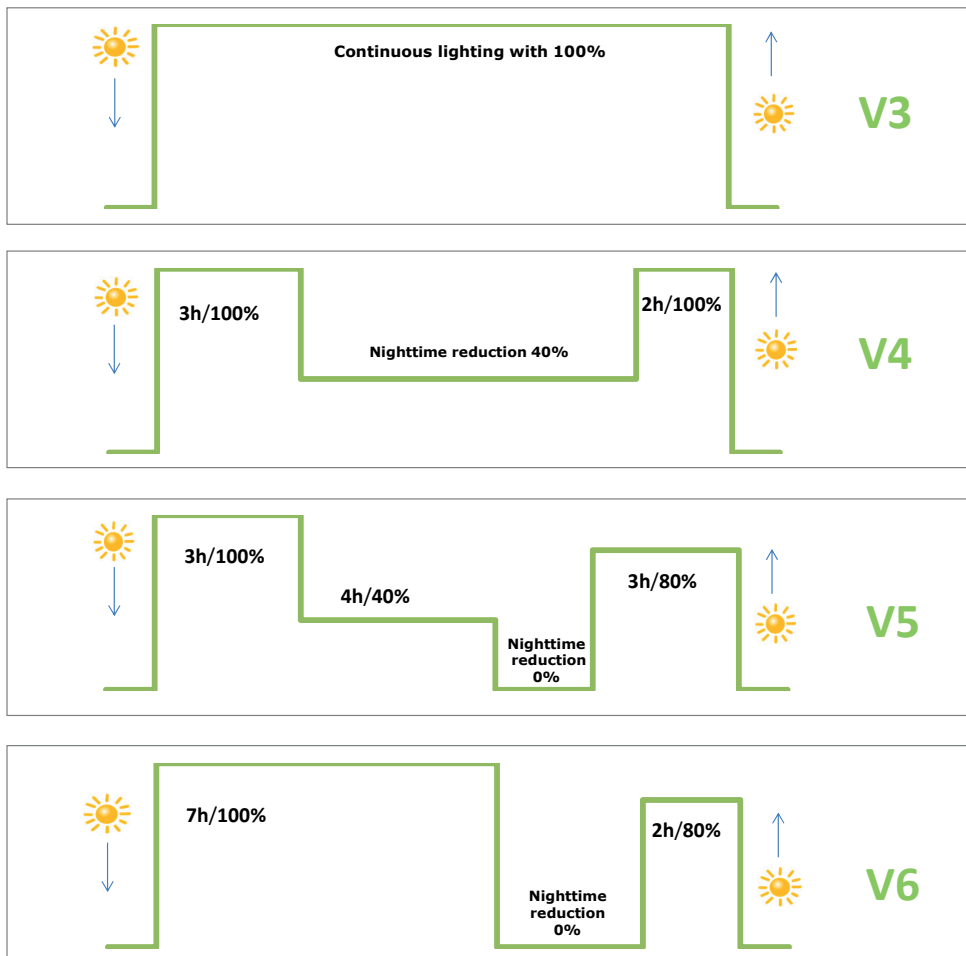 Continuous lighting with 100%
V3
3h/100%
2h/100%
Nighttime reduction 40%
V4
3h/100%
4h/40%
3h/80%
Nighttime
reduction
0%
V5
7h/100%
2h/80%
Nighttime
reduction
0%
V6